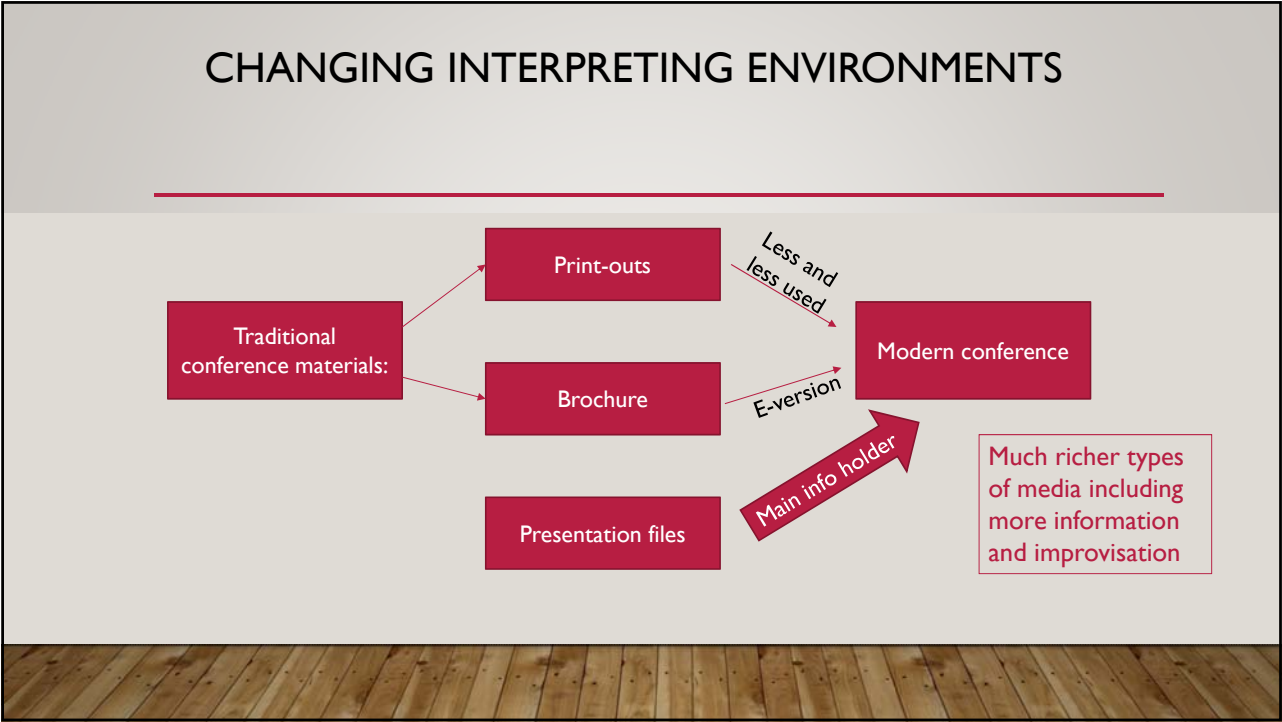 CHANGING INTERPRETING ENVIRONMENTS
Traditional
conference materials:
Print-outs
Brochure
Presentation files
Less and
less used
E-version
Main info holder
Modern conference
Much richer types
of media including
more information
and improvisation